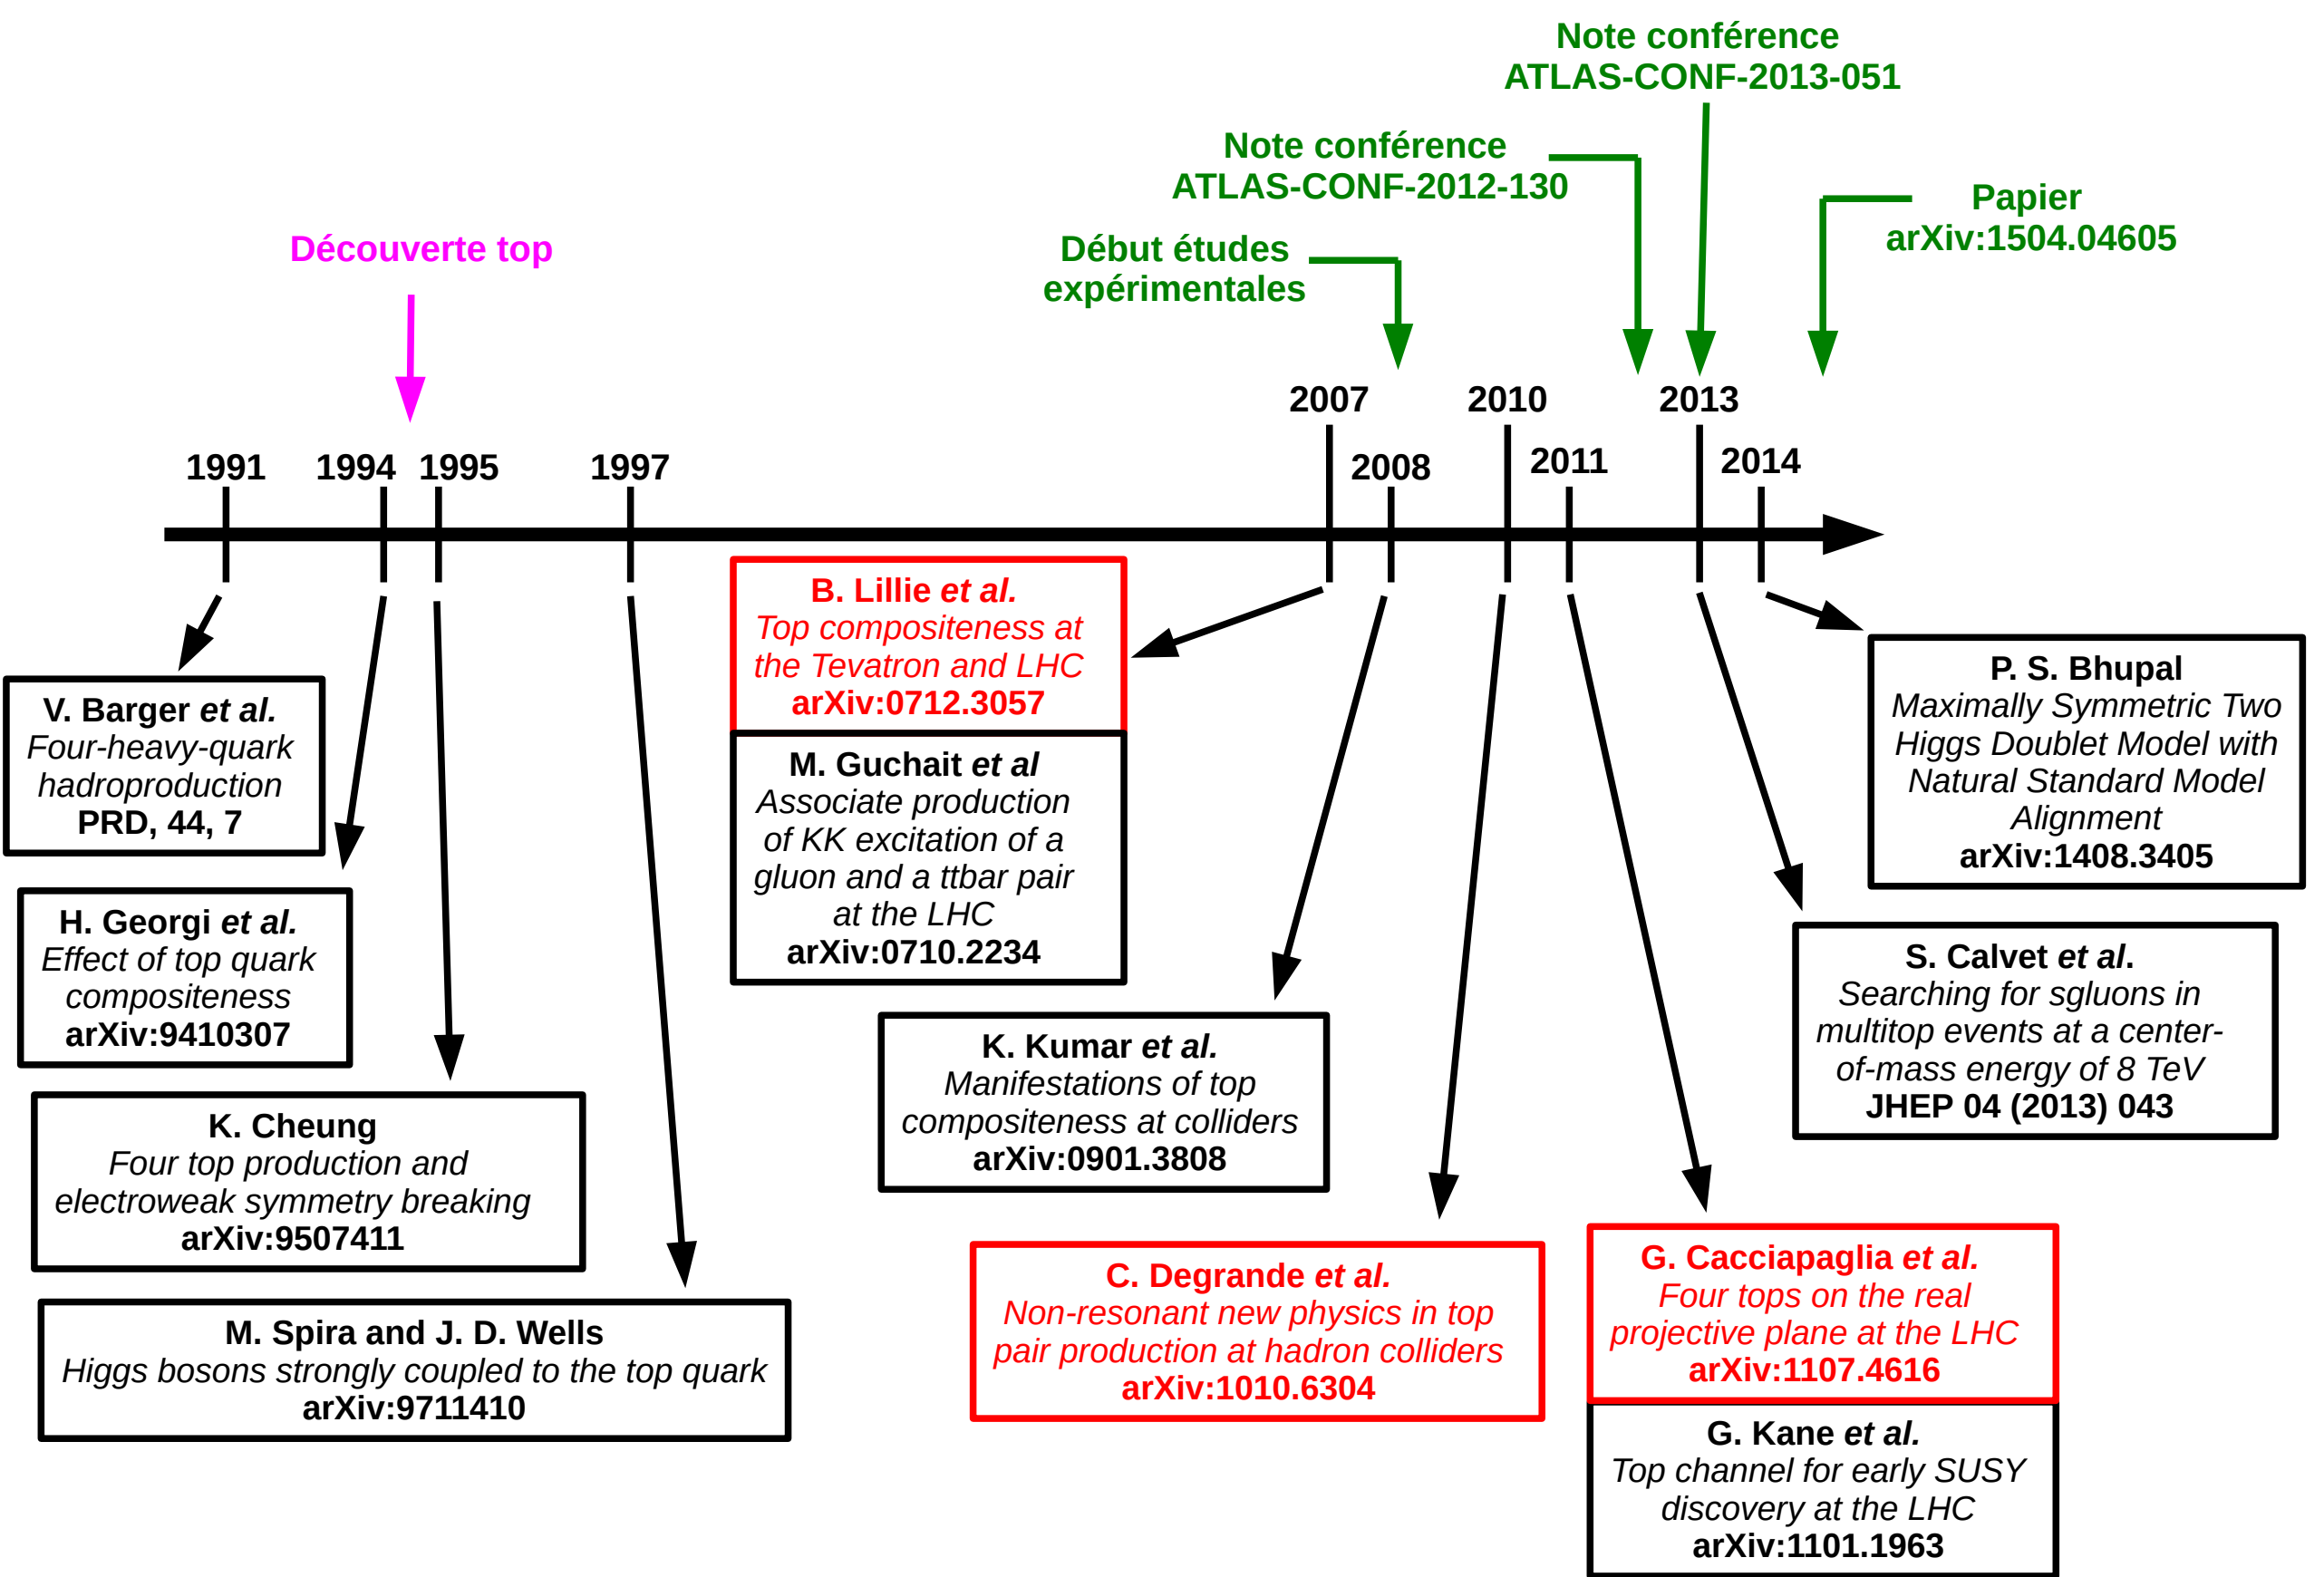 Note conférence
ATLAS-CONF-2013-051
Note conférence
ATLAS-CONF-2012-130
Papier
arXiv:1504.04605
Découverte top
Début études
expérimentales
2007
2010
2013
1991
1994
1995
1997
2008
2011
2014
B. Lillie et al.
Top compositeness at
the Tevatron and LHC
arXiv:0712.3057
M. Guchait et al
Associate production
of KK excitation of a
gluon and a ttbar pair
at the LHC
arXiv:0710.2234
P. S. Bhupal
Maximally Symmetric Two
Higgs Doublet Model with
Natural Standard Model
Alignment
arXiv:1408.3405
V. Barger et al.
Four-heavy-quark
hadroproduction
PRD, 44, 7
H. Georgi et al.
Effect of top quark
compositeness
arXiv:9410307
S. Calvet et al.
Searching for sgluons in
multitop events at a center-
of-mass energy of 8 TeV
JHEP 04 (2013) 043
K. Kumar et al.
Manifestations of top
compositeness at colliders
arXiv:0901.3808
K. Cheung
Four top production and
electroweak symmetry breaking
arXiv:9507411
C. Degrande et al.
Non-resonant new physics in top
pair production at hadron colliders
arXiv:1010.6304
G. Cacciapaglia et al.
Four tops on the real
projective plane at the LHC
arXiv:1107.4616
M. Spira and J. D. Wells
Higgs bosons strongly coupled to the top quark
arXiv:9711410
G. Kane et al.
Top channel for early SUSY
discovery at the LHC
arXiv:1101.1963